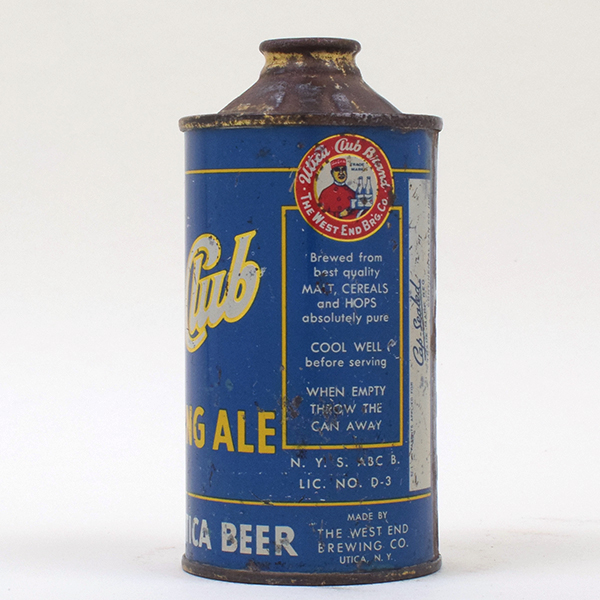 Club
NG ALE
ICA BEER
Utica Club Brand
TRADE
MARK
THE WEST END BRG. CO.
Brewed from
best quality
MALT, CEREALS
and HOPS
absolutely pure
COOL WELL
before serving
WHEN EMPTY
THROW THE
CAN AWAY
N. Y. S. ABC B.
LIC. NO. D-3
MADE BY
THE WEST END
BREWING CO.
UTICA, N. Y.
Cap-Sealed